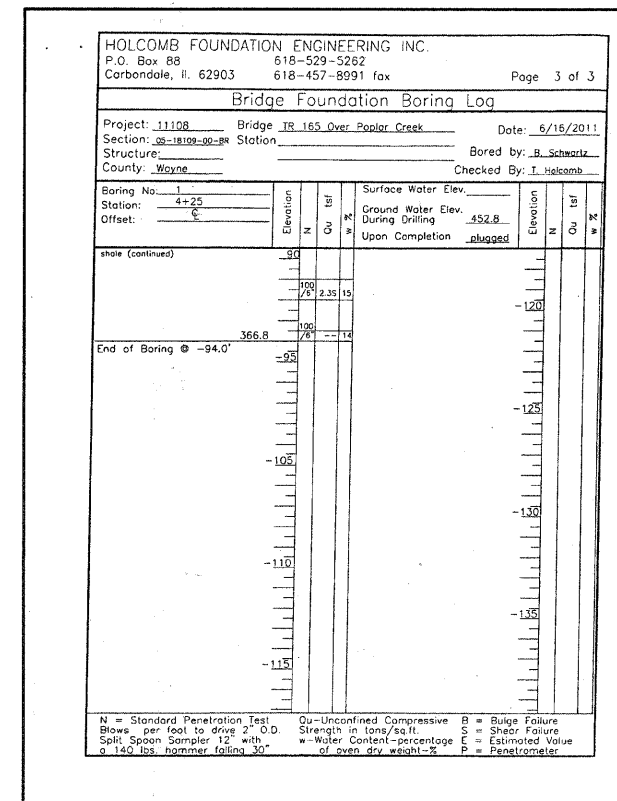 HOLCOMB FOUNDATION ENGINEERING INC.
P.O. Box 88 618-529-5262
Carbondale, Il. 62903 618-457-8991 fax Page 3 of 3
Bridge Foundation Boring Log
Project: 11108 Bridge TR 165 Over Poplar Creek Date: 6/16/2011
Section: 05-18109-00-BR Station
Structure: Bored by: B. Schwartz
County: Wayne Checked By: T. Holcomb
Boring No: 1
Station: 4+25
Offset: ℄
Elevation
N
Qu tsf
w %
Surface Water Elev.
Ground Water Elev.
During Drilling 452.8
Upon Completion plugged
Elevation
N
Qu tsf
w %
shale (continued) 90
100
/6" 2.3S 15
-120
100
366.8 /6" -- 14
End of Boring @ -94.0'
-95
-125
-105
-130
-110
-135
-115
N = Standard Penetration Test
Blows per foot to drive 2" O.D.
Split Spoon Sampler 12" with
a 140 lbs. hammer falling 30"
Qu-Unconfined Compressive
Strength in tons/sq.ft.
w-Water Content-percentage
of oven dry weight-%
B = Bulge Failure
S = Shear Failure
E = Estimated Value
P = Penetrometer